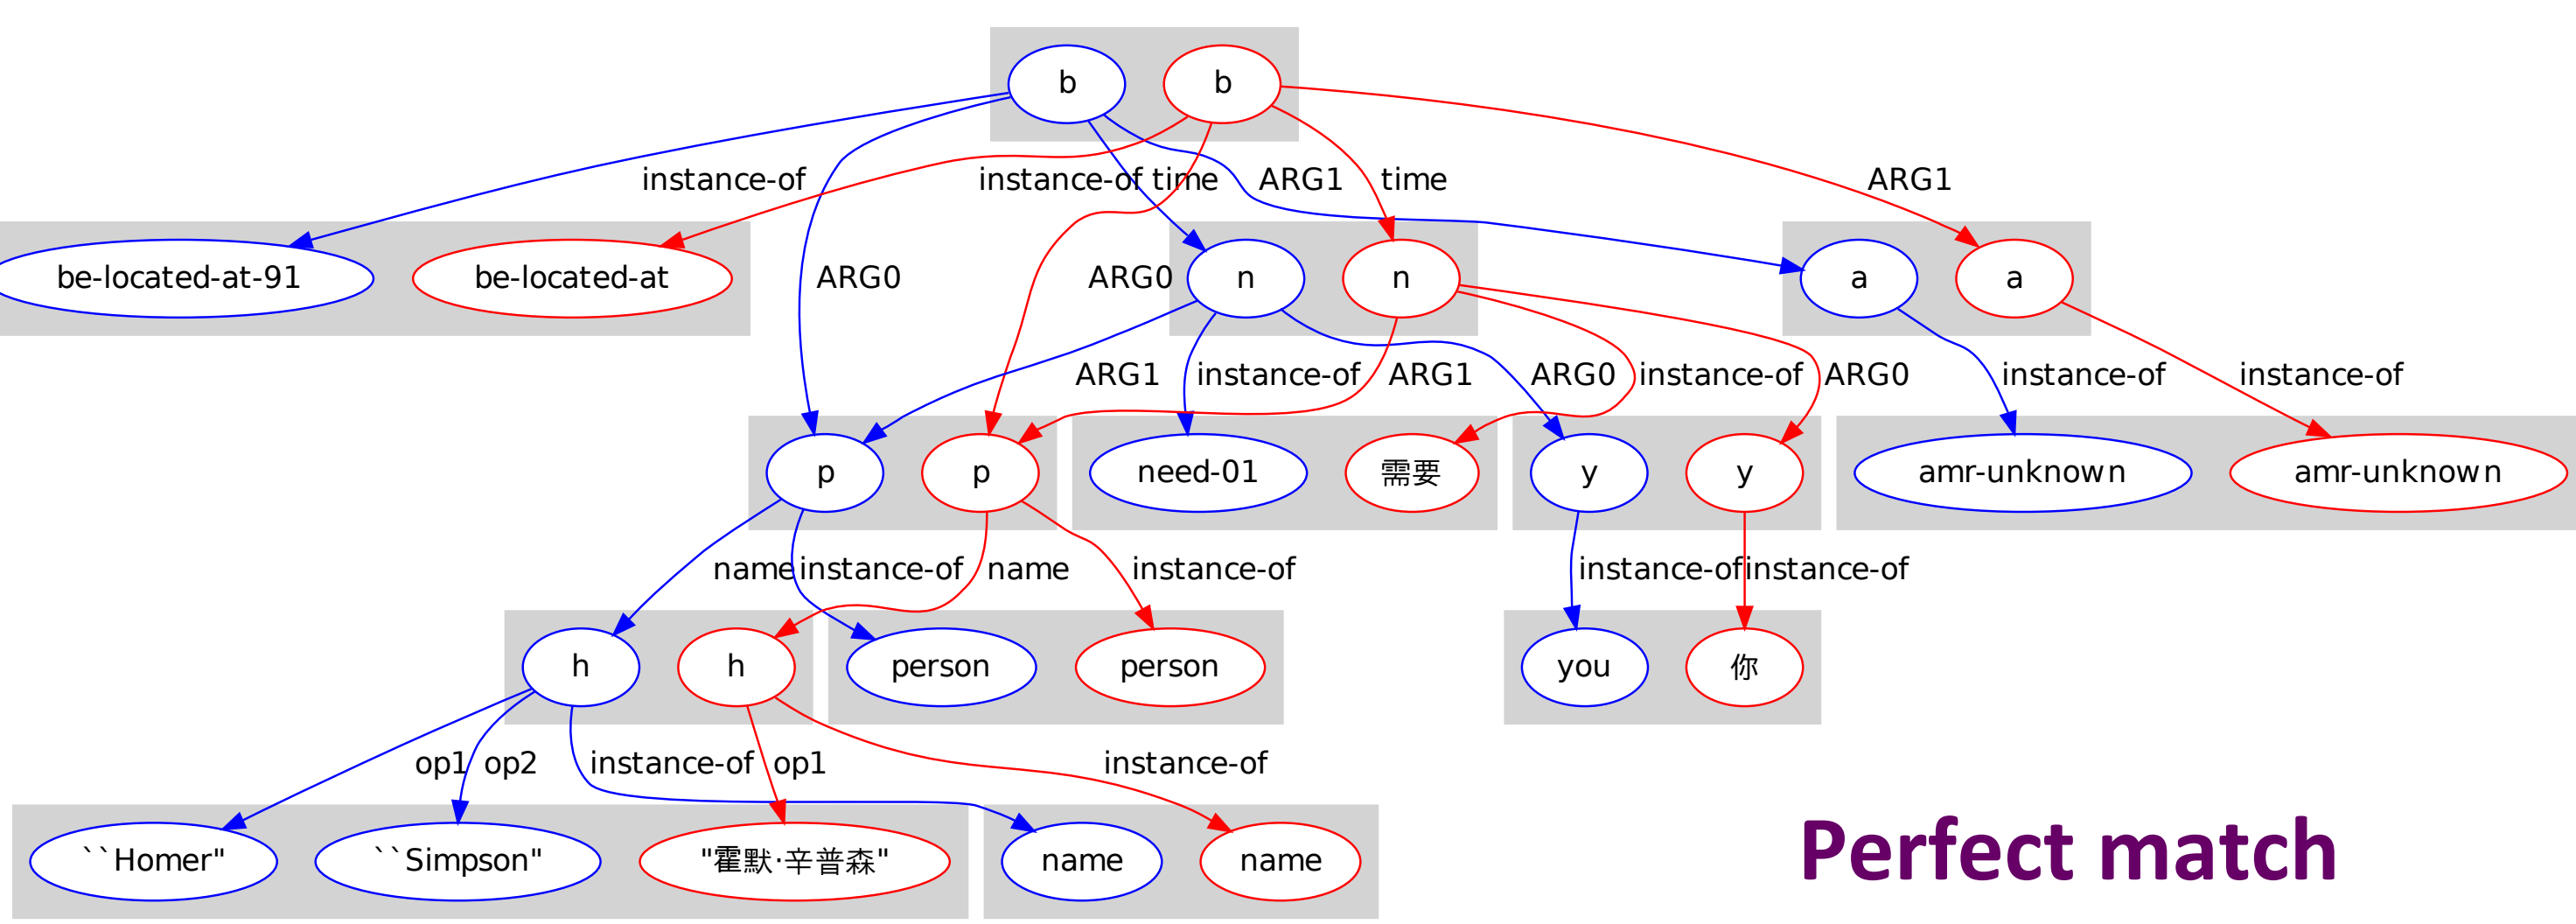 b b
instance-of instance-of time ARG1 time ARG1
be-located-at-91 be-located-at ARG0 ARG0 n n a a
ARG1 instance-of ARG1 ARG0 instance-of ARG0 instance-of instance-of
p p need-01 需要 y y amr-unknown amr-unknown
name instance-of name instance-of instance-of instance-of
h h person person you 你
op1 op2 instance-of op1 instance-of
``Homer" ``Simpson" "霍默·辛普森" name name
Perfect match